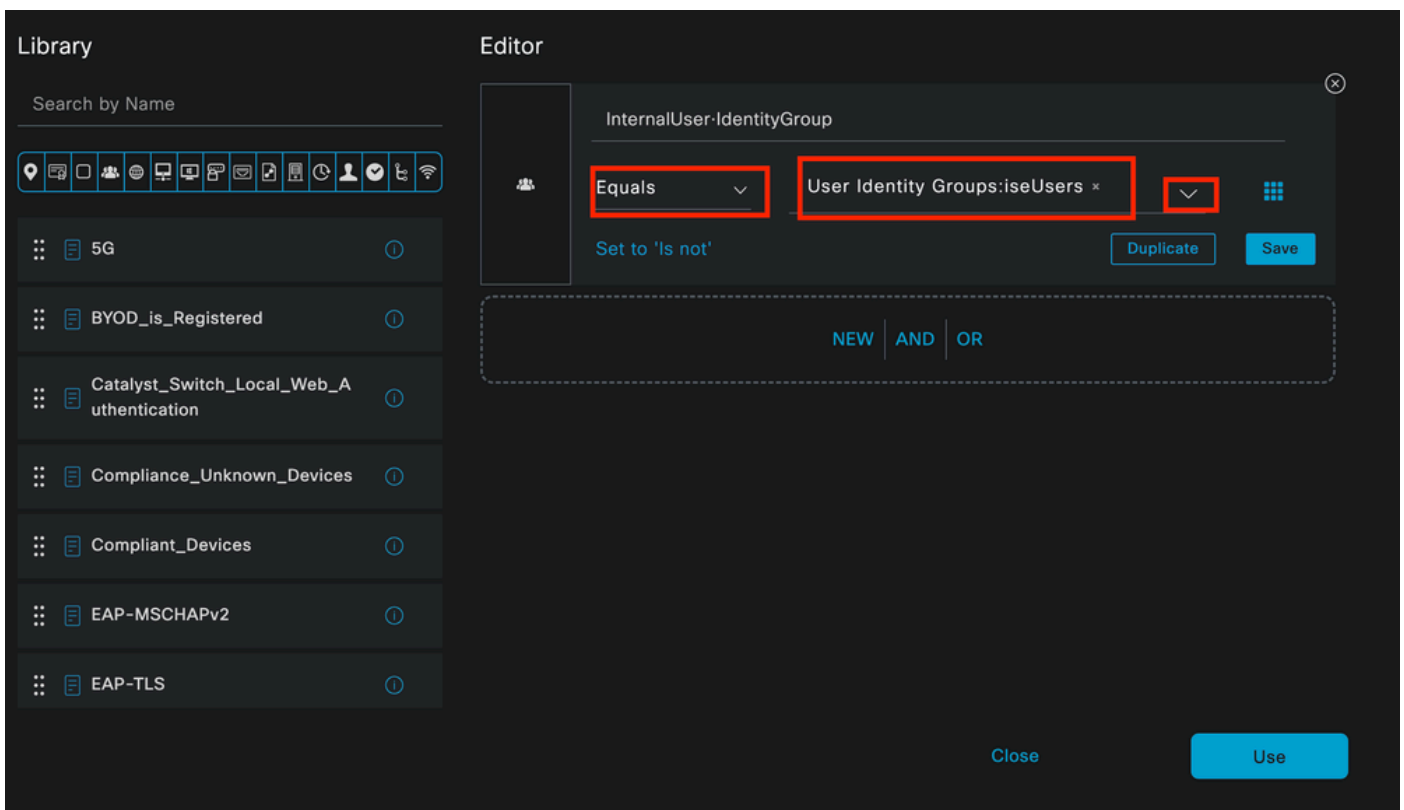 Library
Search by Name
5G
BYOD_is_Registered
Catalyst_Switch_Local_Web_A
uthentication
Compliance_Unknown_Devices
Compliant_Devices
EAP-MSCHAPv2
EAP-TLS
Editor
InternalUser·IdentityGroup
Equals
User Identity Groups:iseUsers ×
Set to 'Is not'
Duplicate
Save
NEW
AND
OR
Close
Use